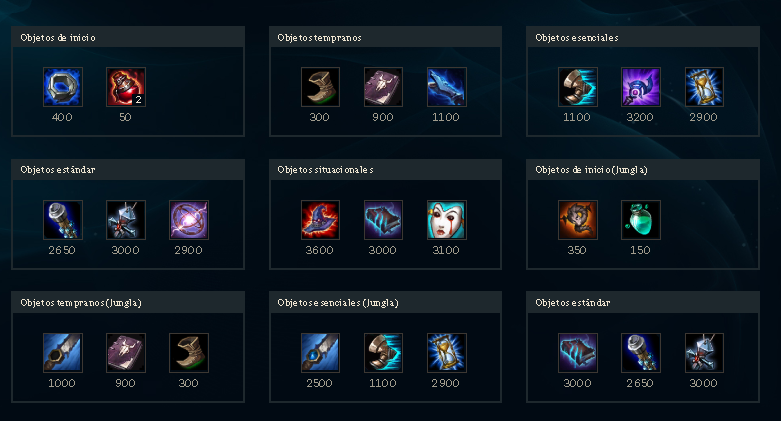 Objetos de inicio
Objetos tempranos
Objetos esenciales
2
400 50
300 900 1100
1100 3200 2900
Objetos estándar
Objetos situacionales
Objetos de inicio (Jungla)
2650 3000 2900
3600 3000 3100
350 150
Objetos tempranos (Jungla)
Objetos esenciales (Jungla)
Objetos estándar
1000 900 300
2500 1100 2900
3000 2650 3000